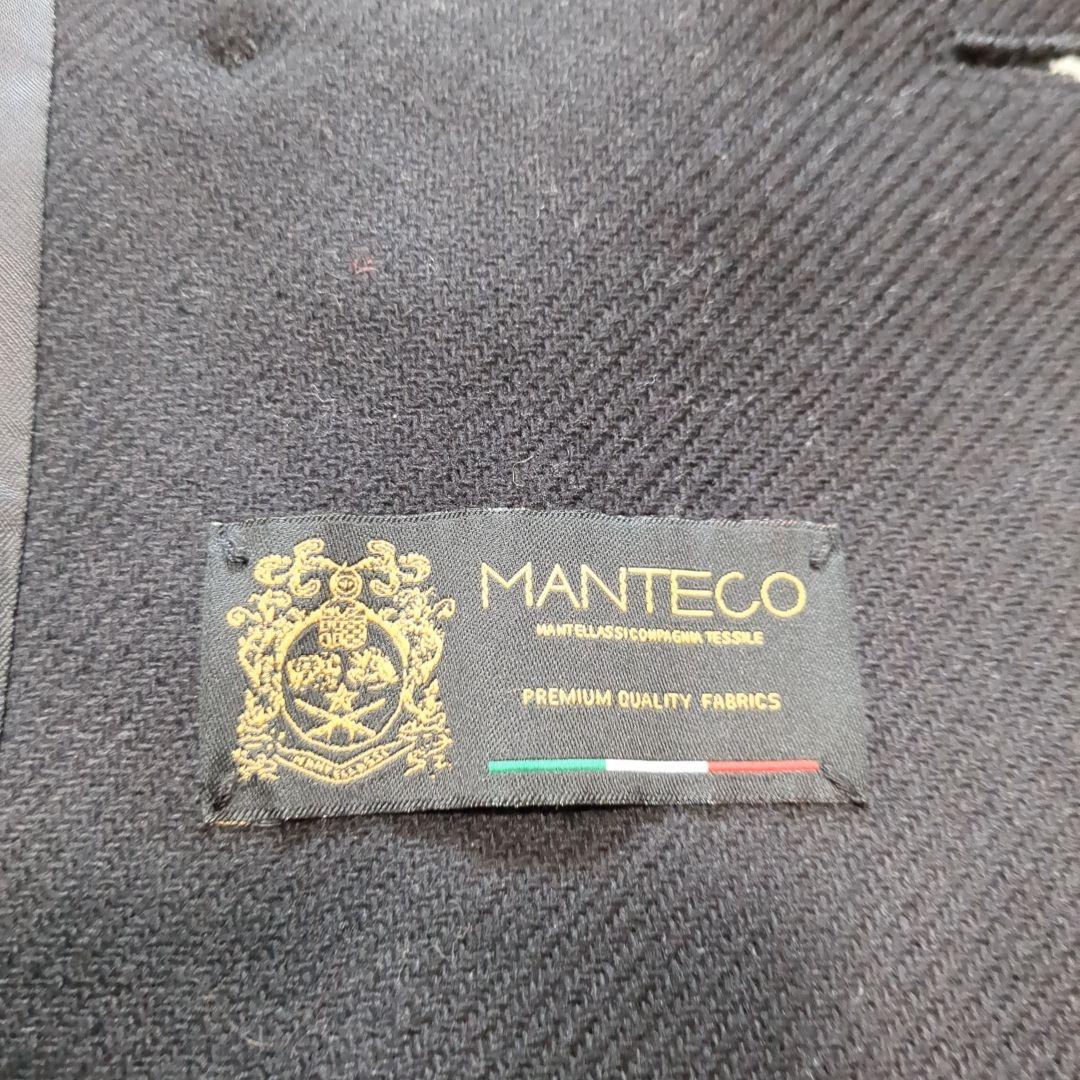 MANTECO
MANTELLASSICOMPAGNIA TESSILE
PREMIUM QUALITY FABRICS